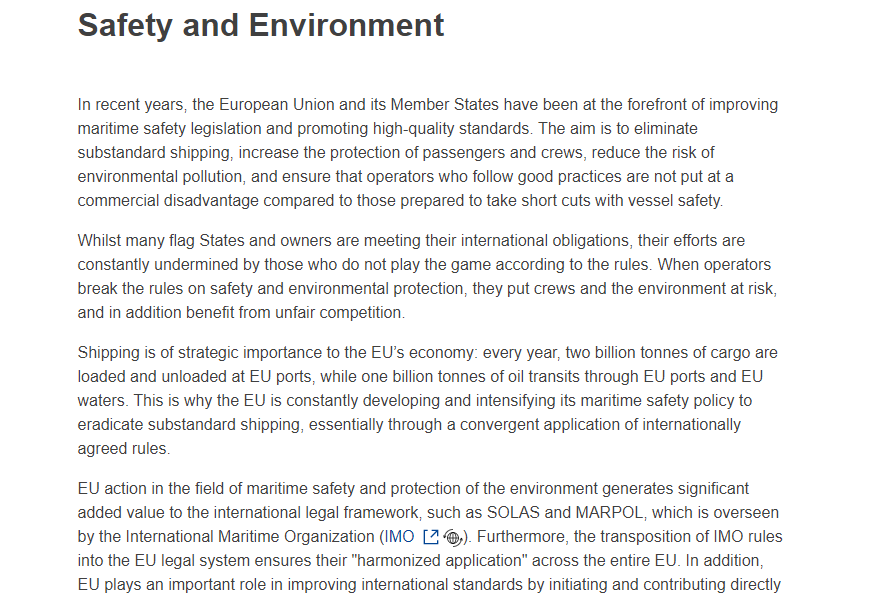 Safety and Environment
In recent years, the European Union and its Member States have been at the forefront of improving
maritime safety legislation and promoting high-quality standards. The aim is to eliminate
substandard shipping, increase the protection of passengers and crews, reduce the risk of
environmental pollution, and ensure that operators who follow good practices are not put at a
commercial disadvantage compared to those prepared to take short cuts with vessel safety.
Whilst many flag States and owners are meeting their international obligations, their efforts are
constantly undermined by those who do not play the game according to the rules. When operators
break the rules on safety and environmental protection, they put crews and the environment at risk,
and in addition benefit from unfair competition.
Shipping is of strategic importance to the EU’s economy: every year, two billion tonnes of cargo are
loaded and unloaded at EU ports, while one billion tonnes of oil transits through EU ports and EU
waters. This is why the EU is constantly developing and intensifying its maritime safety policy to
eradicate substandard shipping, essentially through a convergent application of internationally
agreed rules.
EU action in the field of maritime safety and protection of the environment generates significant
added value to the international legal framework, such as SOLAS and MARPOL, which is overseen
by the International Maritime Organization (IMO). Furthermore, the transposition of IMO rules
into the EU legal system ensures their "harmonized application" across the entire EU. In addition,
EU plays an important role in improving international standards by initiating and contributing directly